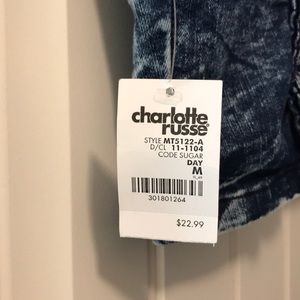 charlotte
russe®
STYLE MT5122-A
D/CL 11-1104
CODE SUGAR
DAY
M
301801264
$22.99